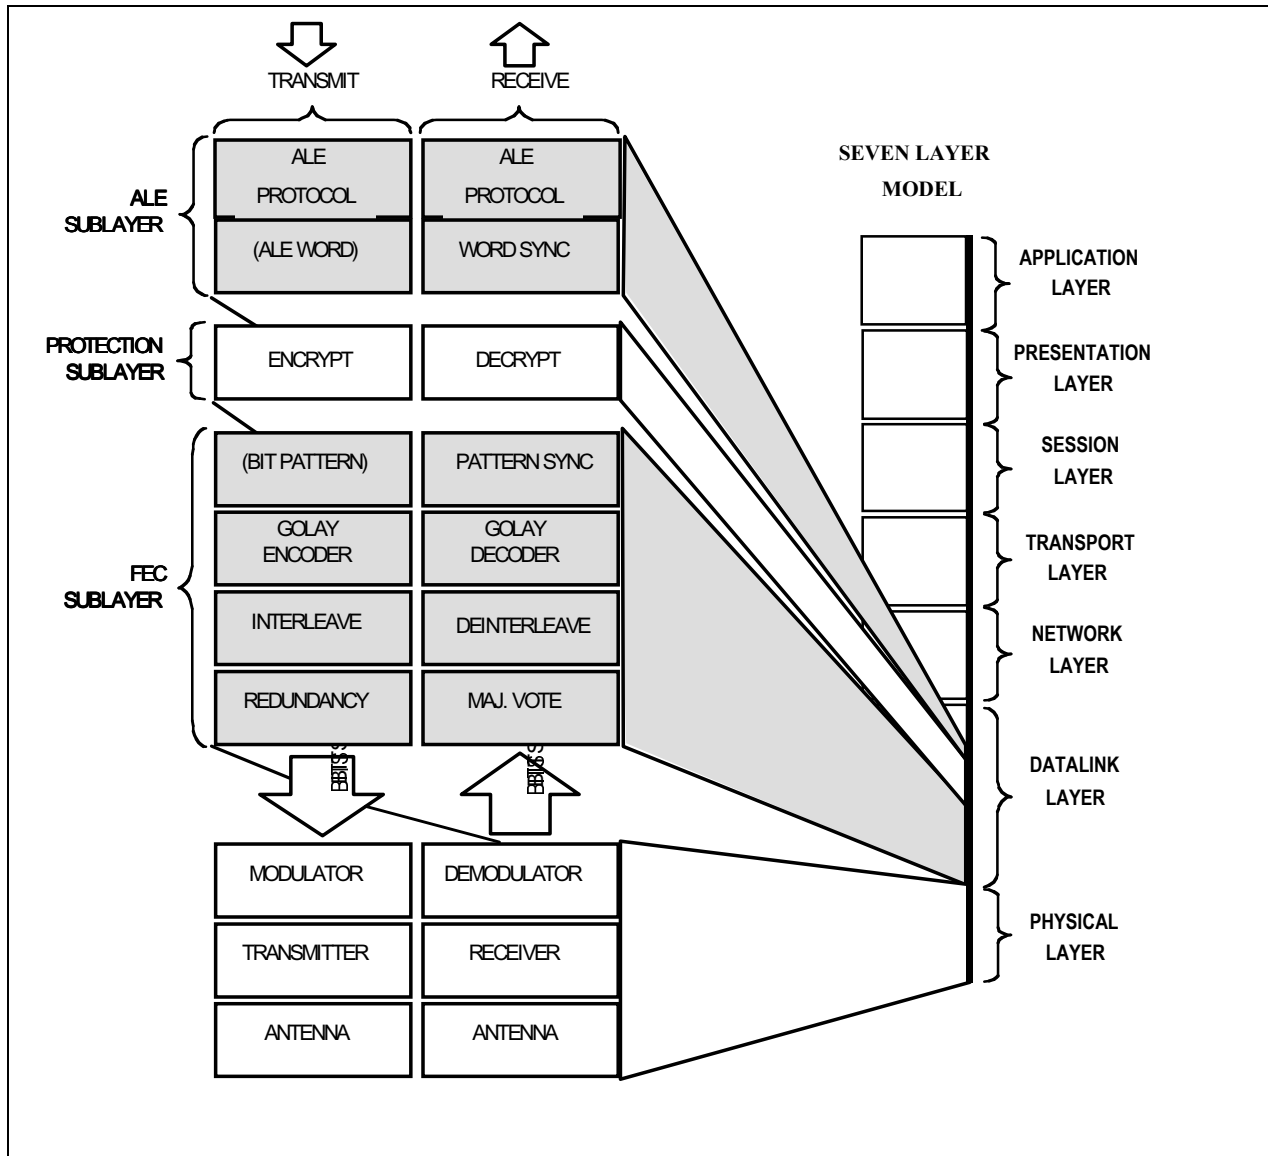 TRANSMIT
RECEIVE
ALE
PROTOCOL
(ALE WORD)
ALE
PROTOCOL
WORD SYNC
ALE
SUBLAYER
PROTECTION
SUBLAYER
ENCRYPT
DECRYPT
FEC
SUBLAYER
(BIT PATTERN)
PATTERN SYNC
GOLAY
ENCODER
GOLAY
DECODER
INTERLEAVE
DEINTERLEAVE
REDUNDANCY
MAJ. VOTE
MODULATOR
DEMODULATOR
TRANSMITTER
RECEIVER
ANTENNA
ANTENNA
SEVEN LAYER
MODEL
APPLICATION
LAYER
PRESENTATION
LAYER
SESSION
LAYER
TRANSPORT
LAYER
NETWORK
LAYER
DATALINK
LAYER
PHYSICAL
LAYER